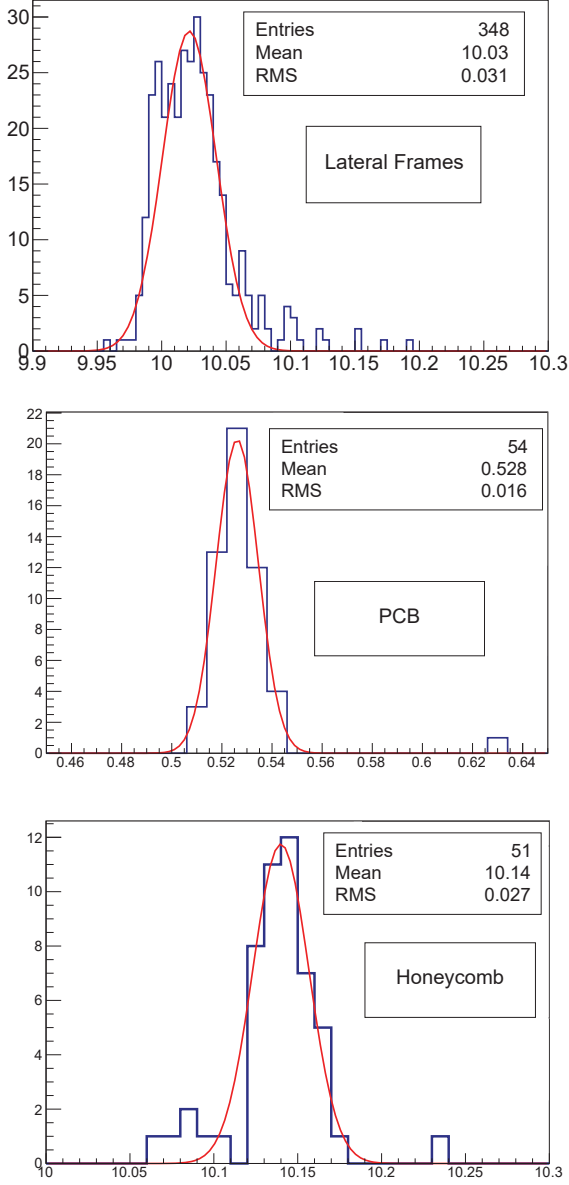 30
Entries 348
Mean 10.03
RMS 0.031
25
Lateral Frames
20
15
10
5
0
9.9 9.95 10 10.05 10.1 10.15 10.2 10.25 10.3
22
20
Entries 54
Mean 0.528
RMS 0.016
18
16
14
12
10
PCB
8
6
4
2
0
0.46 0.48 0.5 0.52 0.54 0.56 0.58 0.6 0.62 0.64
12
Entries 51
Mean 10.14
RMS 0.027
10
8
Honeycomb
6
4
2
0
10 10.05 10.1 10.15 10.2 10.25 10.3